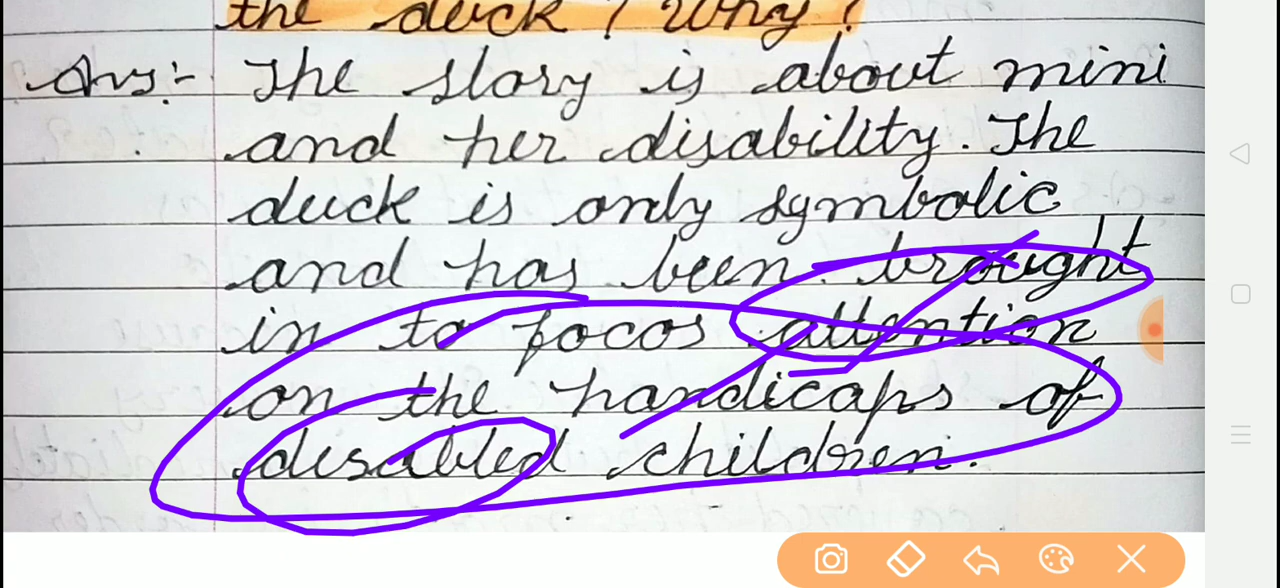 the duck ? Why ?
Ans:- The story is about mini
and her disability. The
duck is only symbolic
and has been brought
in to focos attention
on the handicaps of
disabled children.